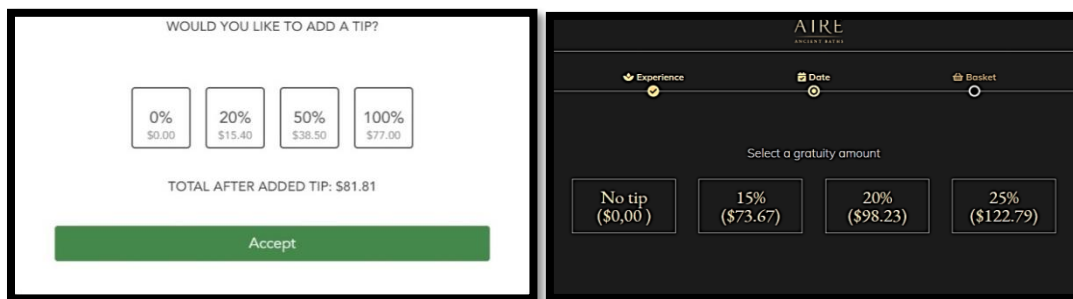 WOULD YOU LIKE TO ADD A TIP?
0% 20% 50% 100%
$0.00 $15.40 $38.50 $77.00
TOTAL AFTER ADDED TIP: $81.81
Accept
AIRE
ANCIENT BATHS
Experience Date Basket
Select a gratuity amount
No tip 15% 20% 25%
($0,00 ) ($73.67) ($98.23) ($122.79)